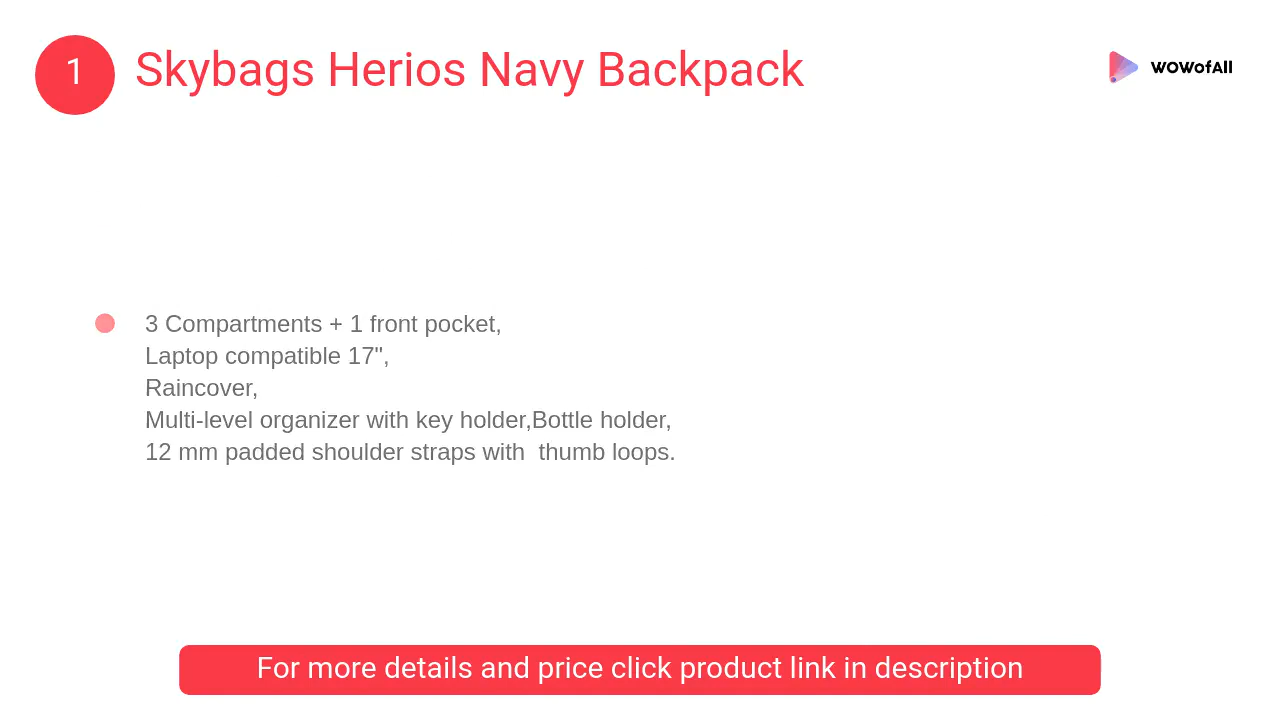 1
Skybags Herios Navy Backpack
WOWofAll
3 Compartments + 1 front pocket,
Laptop compatible 17",
Raincover,
Multi-level organizer with key holder,Bottle holder,
12 mm padded shoulder straps with  thumb loops.
For more details and price click product link in description